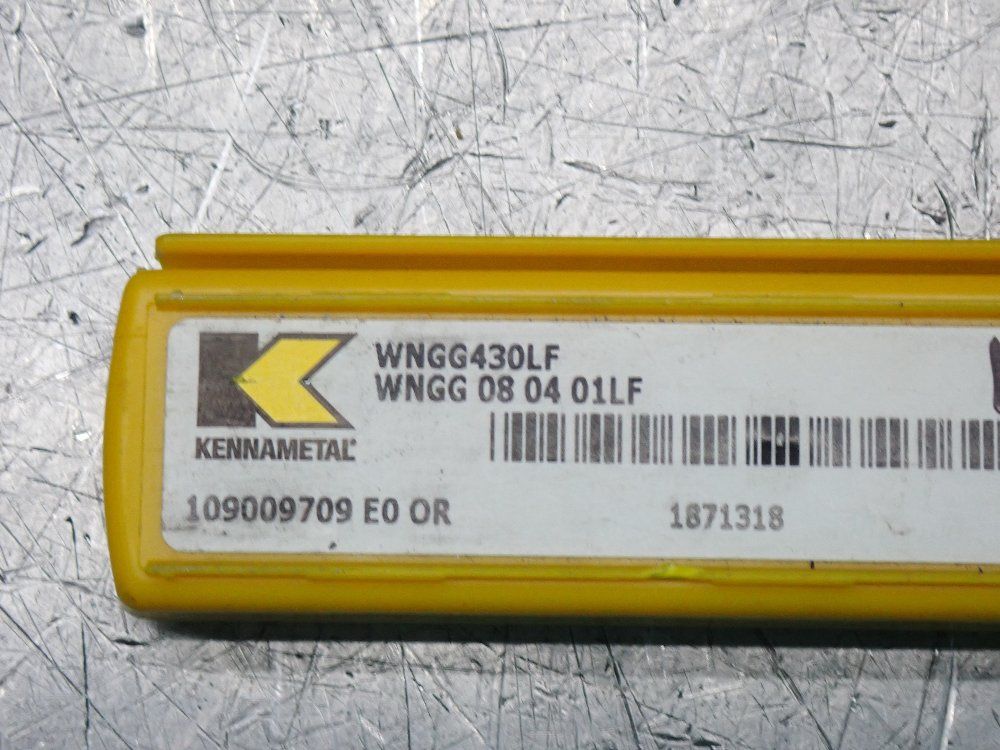 WNGG430LF
WNGG 08 04 01LF
KENNAMETAL
109009709 E0 OR
1871318